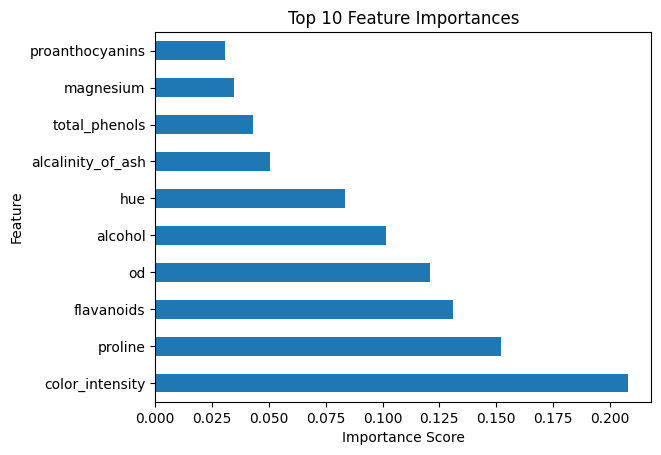 Top 10 Feature Importances
proanthocyanins
magnesium
total_phenols
alcalinity_of_ash
hue
alcohol
od
flavanoids
proline
color_intensity
Feature
0.000 0.025 0.050 0.075 0.100 0.125 0.150 0.175 0.200
Importance Score